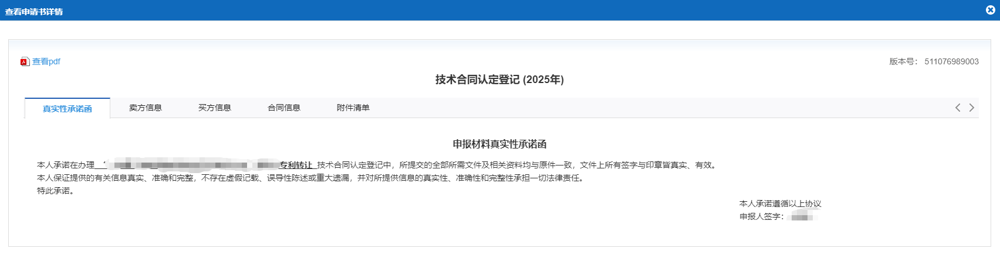 查看申请书详情
查看pdf
版本号： 511076989003
技术合同认定登记 (2025年)
真实性承诺函 卖方信息 买方信息 合同信息 附件清单
申报材料真实性承诺函
本人承诺在办理 “ 专利转让 技术合同认定登记中，所提交的全部所需文件及相关资料均与原件一致，文件上所有签字与印章皆真实、有效。
本人保证提供的有关信息真实、准确和完整，不存在虚假记载、误导性陈述或重大遗漏，并对所提供信息的真实性、准确性和完整性承担一切法律责任。
特此承诺。
本人承诺遵循以上协议
申报人签字：